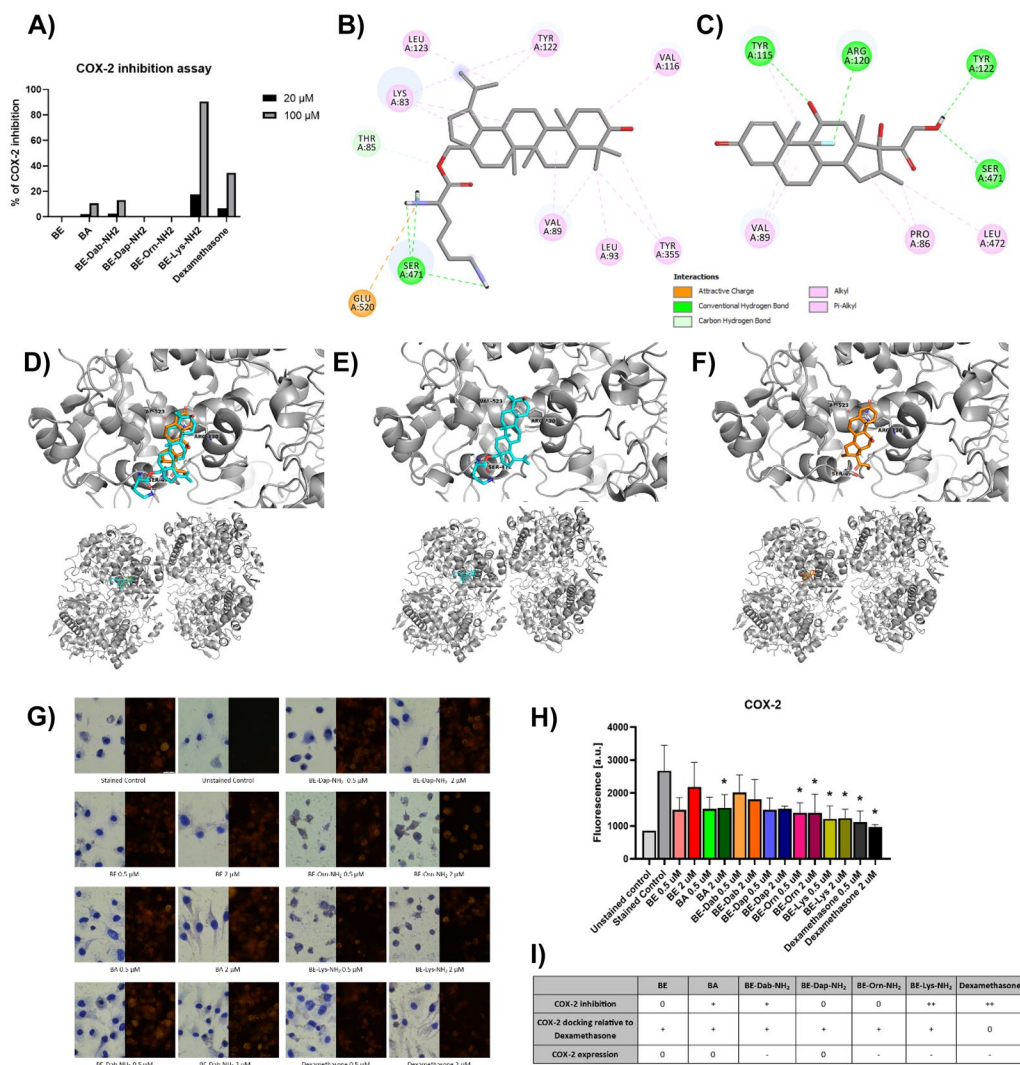 A)
COX-2 inhibition assay
% of COX-2 inhibition
100
80
60
40
20
0
BE
BA
BE-Dab-NH2
BE-Dap-NH2
BE-Orn-NH2
BE-Lys-NH2
Dexamethasone
20 µM
100 µM
B)
LEU
A:123
TYR
A:122
VAL
A:116
LYS
A:83
THR
A:85
VAL
A:89
LEU
A:93
TYR
A:355
SER
A:471
GLU
A:520
C)
TYR
A:115
ARG
A:120
TYR
A:122
SER
A:471
VAL
A:89
PRO
A:86
LEU
A:472
Interactions
Attractive Charge
Conventional Hydrogen Bond
Carbon Hydrogen Bond
Alkyl
Pi-Alkyl
D)
E)
F)
G)
Stained Control
Unstained Control
BE-Dap-NH₂ 0.5 µM
BE-Dap-NH₂ 2 µM
BE 0.5 µM
BE 2 µM
BE-Orn-NH₂ 0.5 µM
BE-Orn-NH₂ 2 µM
BA 0.5 µM
BA 2 µM
BE-Lys-NH₂ 0.5 µM
BE-Lys-NH₂ 2 µM
BE-Dab-NH₂ 0.5 µM
BE-Dab-NH₂ 2 µM
Dexamethasone 0.5 µM
Dexamethasone 2 µM
H)
COX-2
Fluorescence [a.u.]
4000
3000
2000
1000
0
* * * * * * *
Unstained control
Stained Control
BE 0.5 uM
BE 2 uM
BA 0.5 uM
BA 2 uM
BE-Dab 0.5 uM
BE-Dab 2 uM
BE-Dap 0.5 uM
BE-Dap 2 uM
BE-Orn 0.5 uM
BE-Orn 2 uM
BE-Lys 0.5 uM
BE-Lys 2 uM
Dexamethasone 0.5 uM
Dexamethasone 2 uM
I)
BE BA BE-Dab-NH₂ BE-Dap-NH₂ BE-Orn-NH₂ BE-Lys-NH₂ Dexamethasone
COX-2 inhibition 0 + + 0 0 ++ ++
COX-2 docking relative to
Dexamethasone + + + + + + 0
COX-2 expression 0 0 - 0 - - -